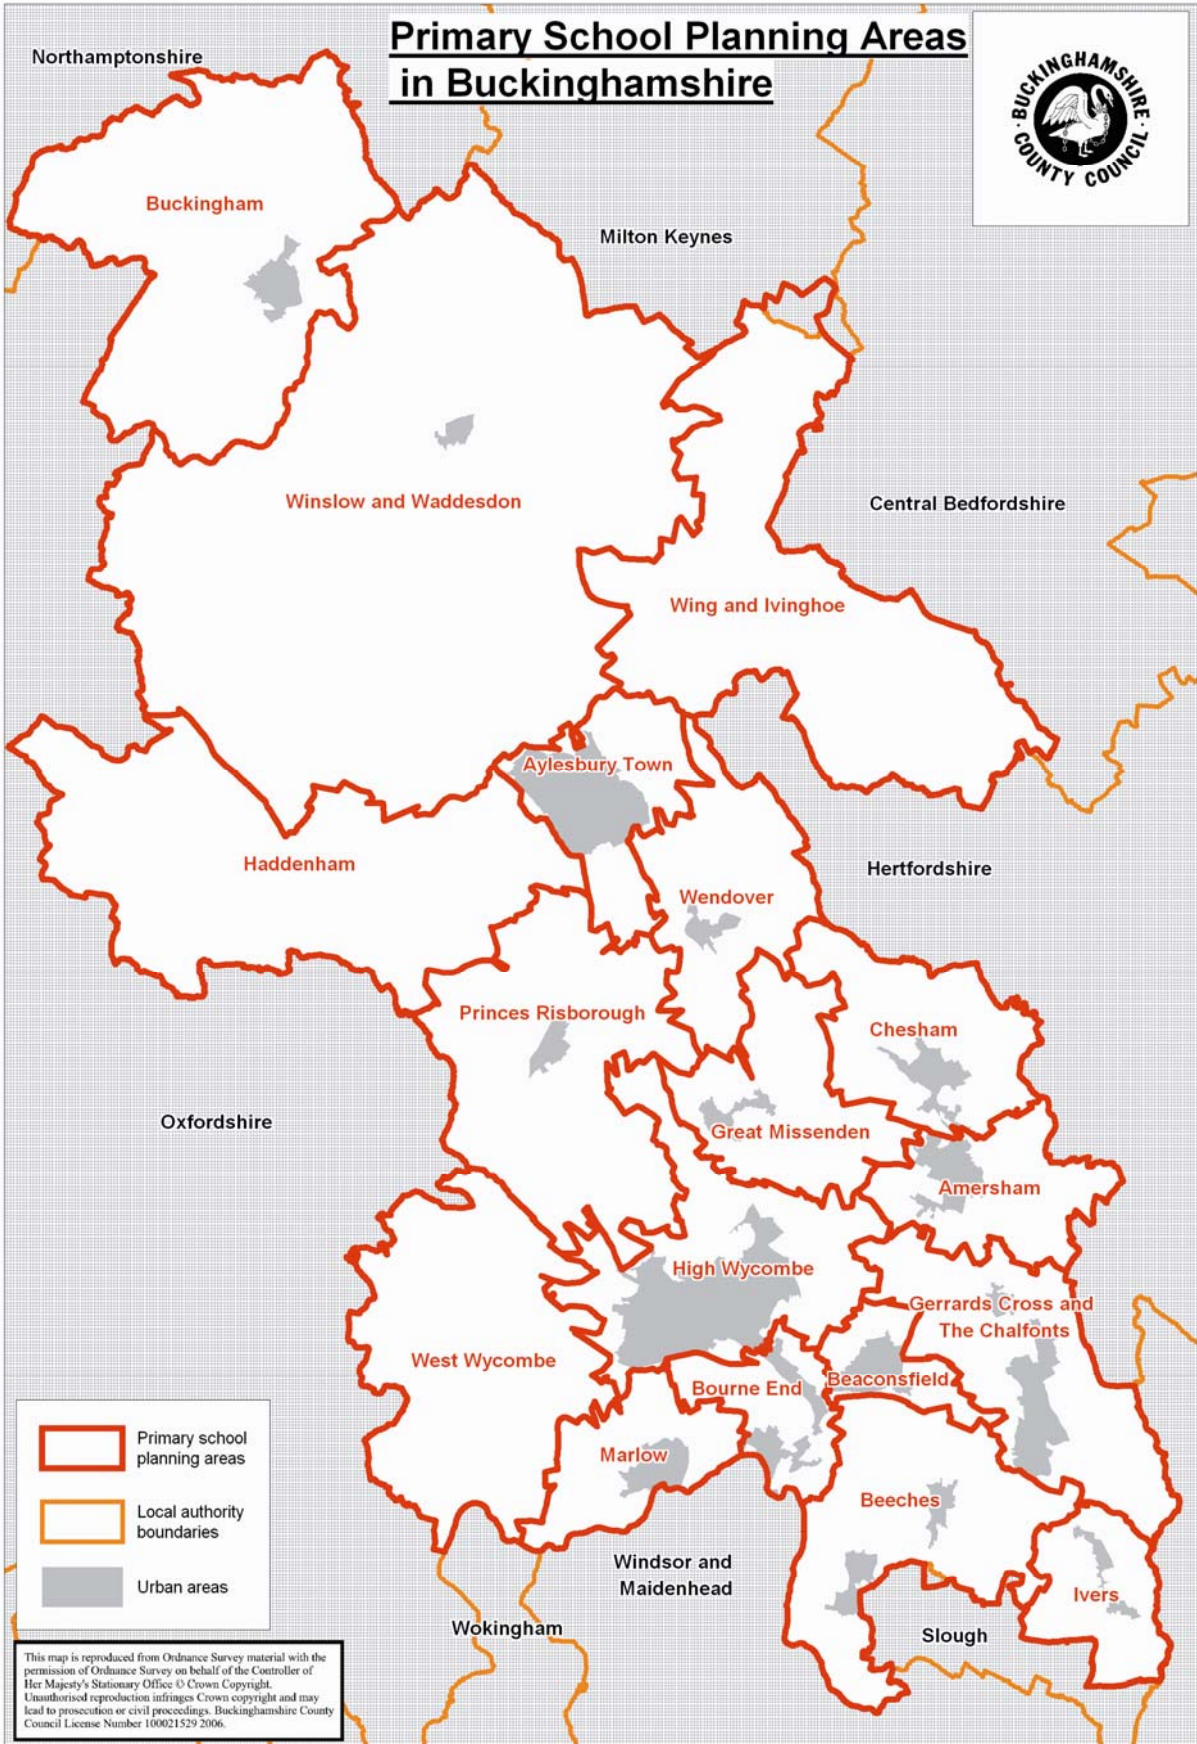 Primary School Planning Areas
in Buckinghamshire
BUCKINGHAMSHIRE
COUNTY COUNCIL
Northamptonshire
Buckingham
Milton Keynes
Winslow and Waddesdon
Central Bedfordshire
Wing and Ivinghoe
Aylesbury Town
Haddenham
Hertfordshire
Wendover
Princes Risborough
Chesham
Oxfordshire
Great Missenden
Amersham
High Wycombe
Gerrards Cross and
The Chalfonts
West Wycombe
Bourne End
Beaconsfield
Marlow
Beeches
Windsor and
Maidenhead
Ivers
Wokingham
Slough
Primary school
planning areas
Local authority
boundaries
Urban areas
This map is reproduced from Ordnance Survey material with the
permission of Ordnance Survey on behalf of the Controller of
Her Majesty's Stationary Office © Crown Copyright.
Unauthorised reproduction infringes Crown copyright and may
lead to prosecution or civil proceedings. Buckinghamshire County
Council License Number 100021529 2006.